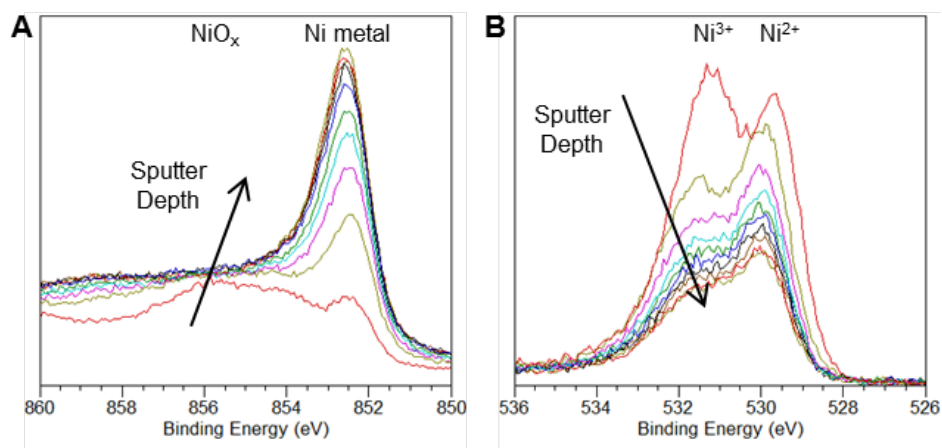 A
NiOₓ
Ni metal
Sputter
Depth
860
858
856
854
852
850
Binding Energy (eV)
B
Ni³⁺
Ni²⁺
Sputter
Depth
536
534
532
530
528
526
Binding Energy (eV)